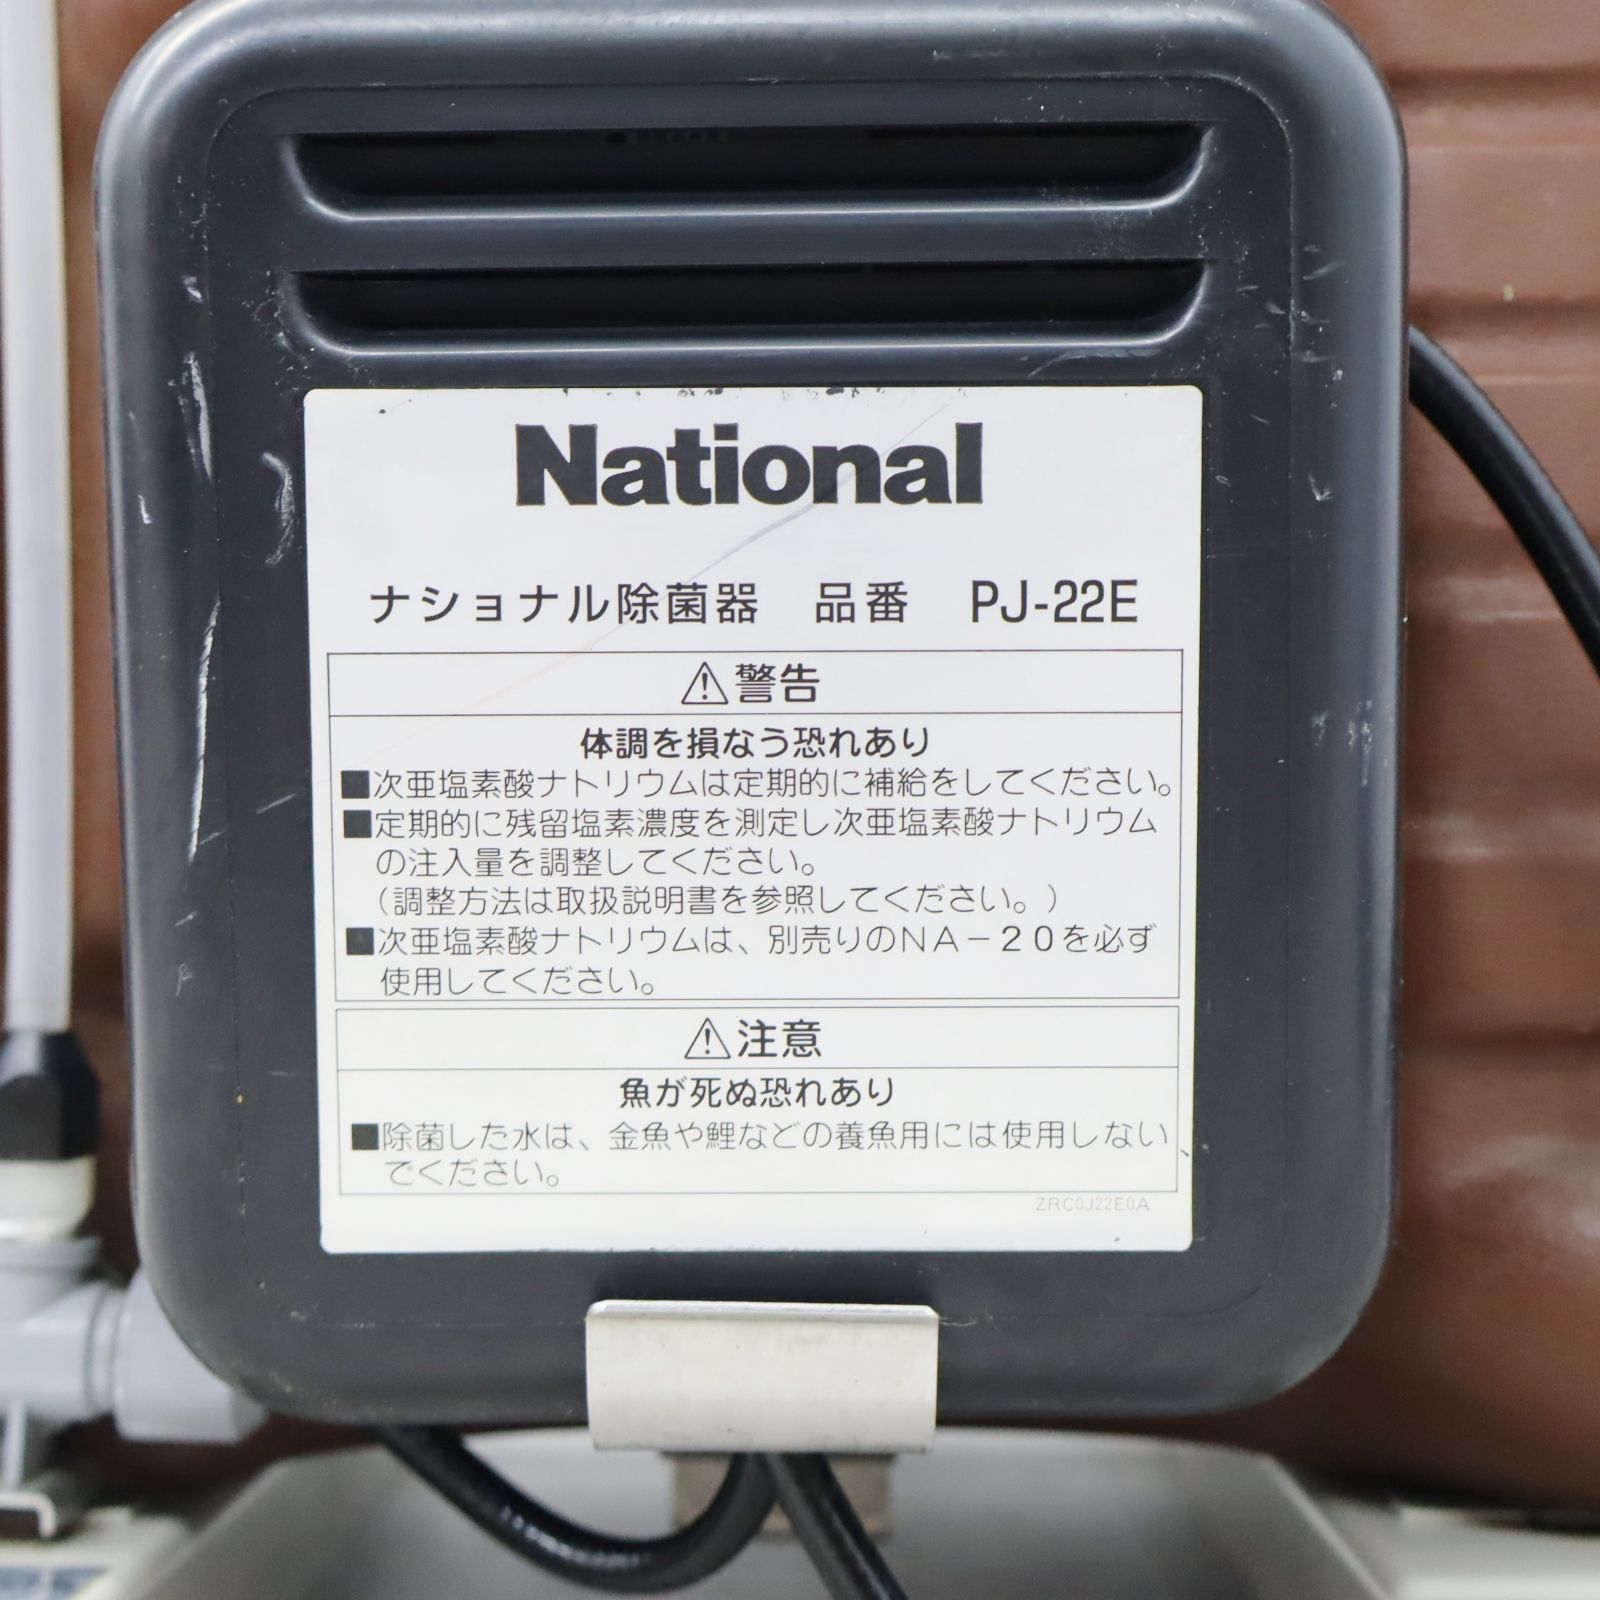 National
ナショナル除菌器 品番 PJ-22E
⚠警告
体調を損なう恐れあり
■次亜塩素酸ナトリウムは定期的に補給をしてください。
■定期的に残留塩素濃度を測定し次亜塩素酸ナトリウム
の注入量を調整してください。
（調整方法は取扱説明書を参照してください。）
■次亜塩素酸ナトリウムは、別売りのNA－20を必ず
使用してください。
⚠注意
魚が死ぬ恐れあり
■除菌した水は、金魚や鯉などの養魚用には使用しない
でください。
ZRC0J22E0A